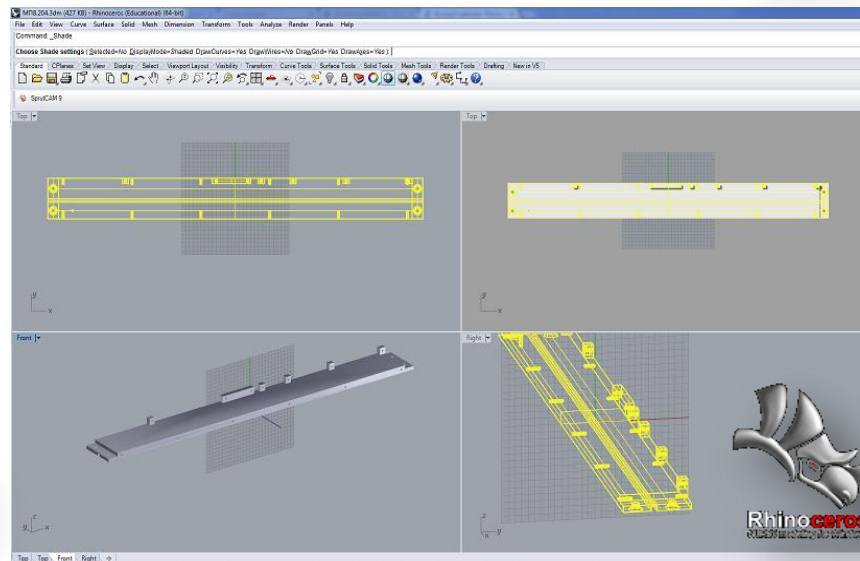 МП8.204.3dm (427 KB) - Rhinoceros (Educational) (64-bit)
File Edit View Curve Surface Solid Mesh Dimension Transform Tools Analyze Render Panels Help
Command: _Shade
Choose Shade settings ( Selected=No DisplayMode=Shaded DrawCurves=Yes DrawWires=No DrawGrid=Yes DrawAxes=Yes ):
Standard CPlanes Set View Display Select Viewport Layout Visibility Transform Curve Tools Surface Tools Solid Tools Mesh Tools Render Tools Drafting New in V5
SprutCAM 9
Top
Top
y
x
y
x
Front
Right
z
y x
z
x y
Rhinoceros
Top Top Front Right